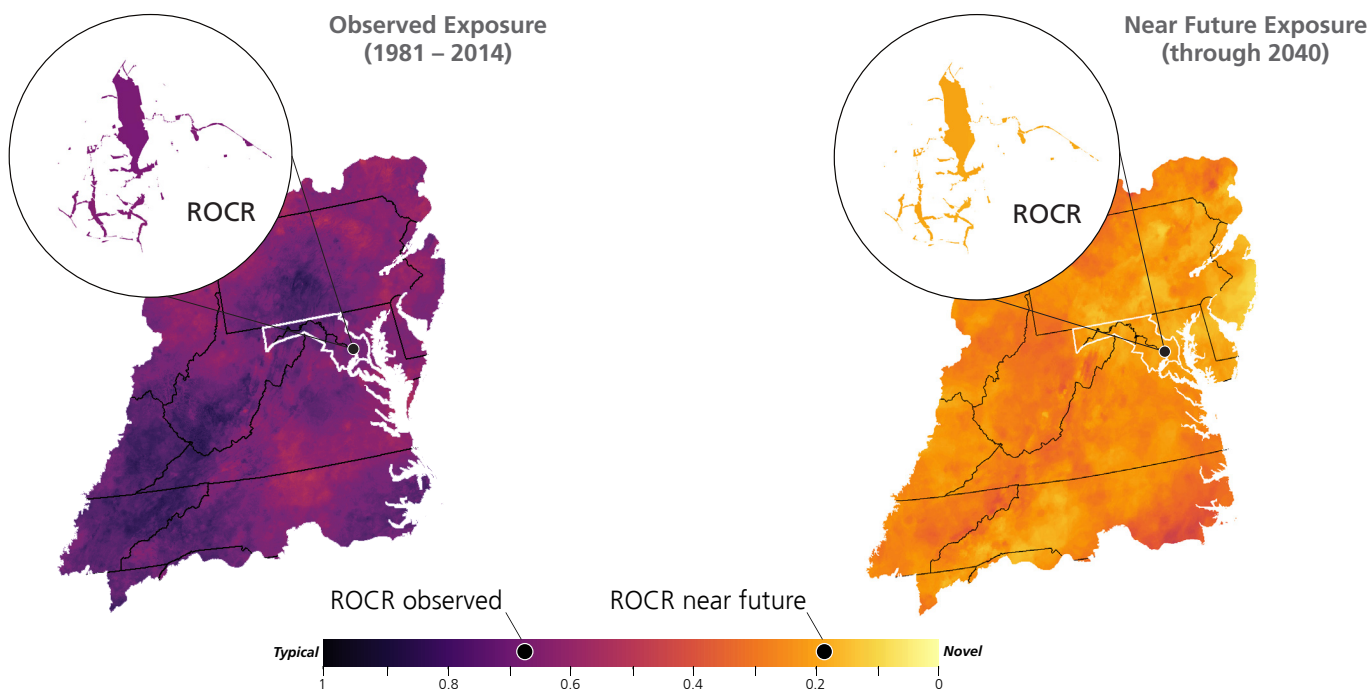 Observed Exposure
(1981 – 2014)
Near Future Exposure
(through 2040)
ROCR
ROCR
ROCR observed
ROCR near future
Typical
Novel
1
0.8
0.6
0.4
0.2
0